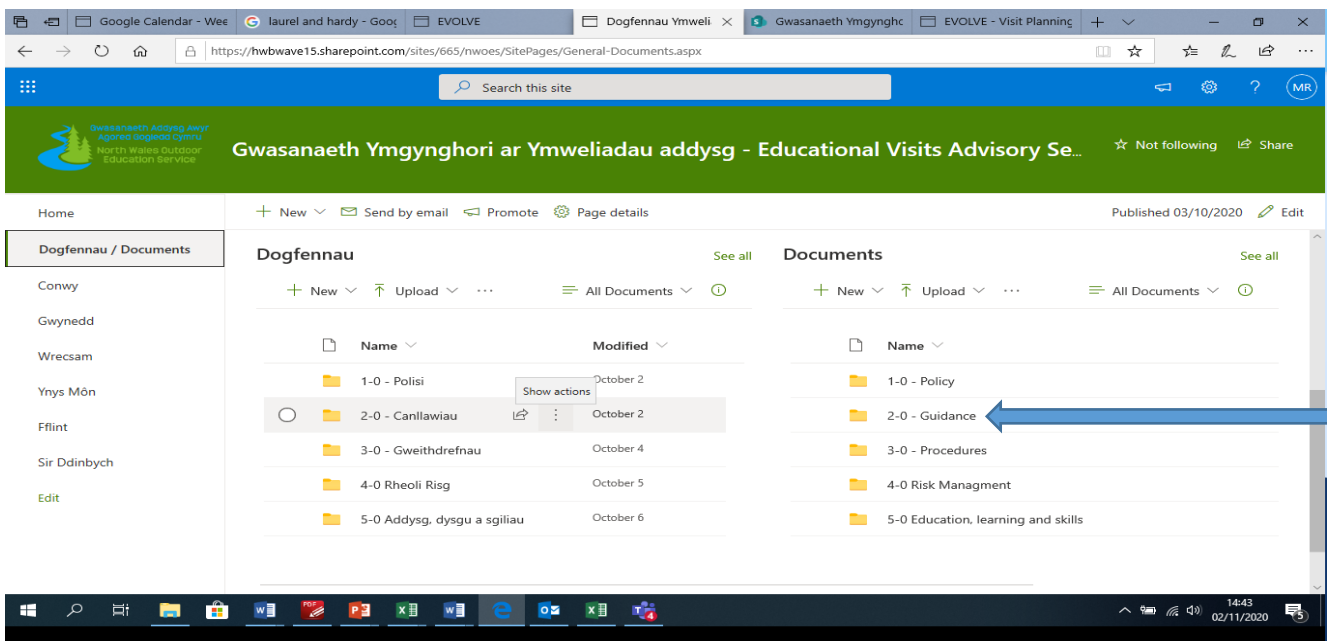 Google Calendar - Wee
laurel and hardy - Goog
EVOLVE
Dogfennau Ymweli
Gwasanaeth Ymgynghc
EVOLVE - Visit Planning
https://hwbwave15.sharepoint.com/sites/665/nwoes/SitePages/General-Documents.aspx
Search this site
MR
Gwasanaeth Addysg Awyr
Agored Gogledd Cymru
North Wales Outdoor
Education Service
Gwasanaeth Ymgynghori ar Ymweliadau addysg - Educational Visits Advisory Se...
Not following
Share
Home
Dogfennau / Documents
Conwy
Gwynedd
Wrecsam
Ynys Môn
Fflint
Sir Ddinbych
Edit
New
Send by email
Promote
Page details
Published 03/10/2020
Edit
Dogfennau
See all
New
Upload
All Documents
Name
Modified
1-0 - Polisi
October 2
Show actions
2-0 - Canllawiau
October 2
3-0 - Gweithdrefnau
October 4
4-0 Rheoli Risg
October 5
5-0 Addysg, dysgu a sgiliau
October 6
Documents
See all
New
Upload
All Documents
Name
1-0 - Policy
2-0 - Guidance
3-0 - Procedures
4-0 Risk Managment
5-0 Education, learning and skills
14:43
02/11/2020